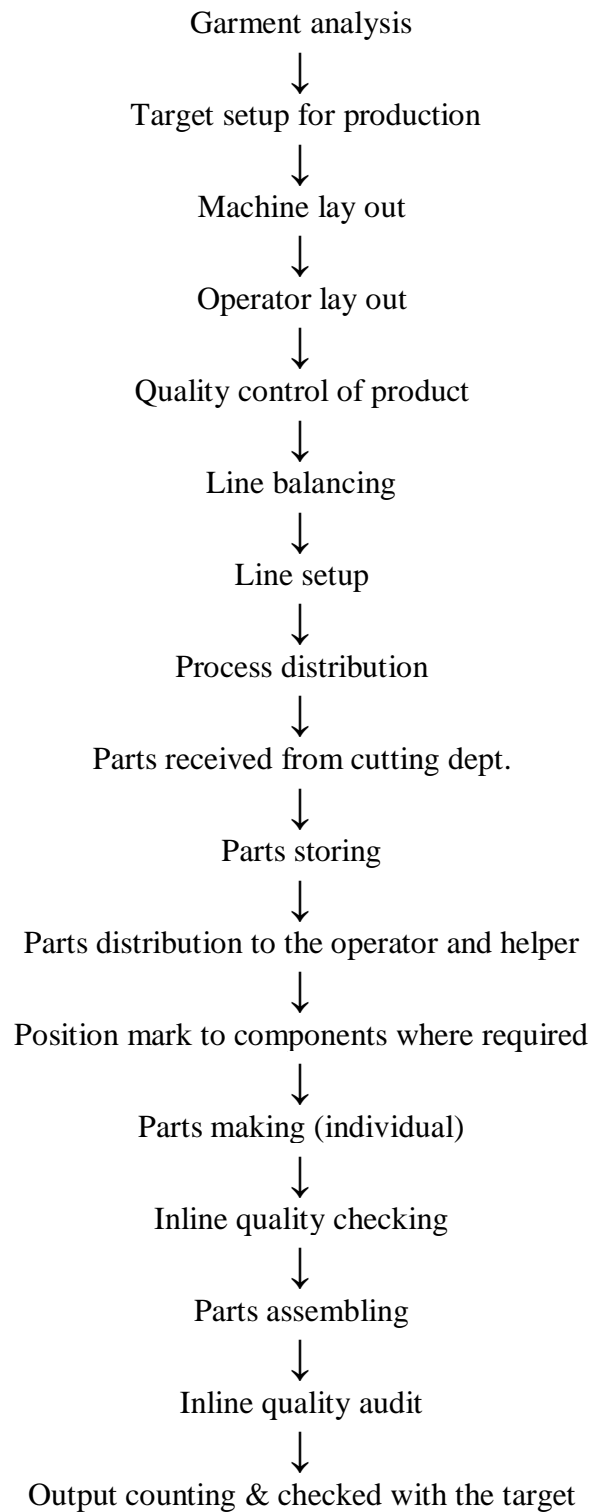 Garment analysis
↓
Target setup for production
↓
Machine lay out
↓
Operator lay out
↓
Quality control of product
↓
Line balancing
↓
Line setup
↓
Process distribution
↓
Parts received from cutting dept.
↓
Parts storing
↓
Parts distribution to the operator and helper
↓
Position mark to components where required
↓
Parts making (individual)
↓
Inline quality checking
↓
Parts assembling
↓
Inline quality audit
↓
Output counting & checked with the target